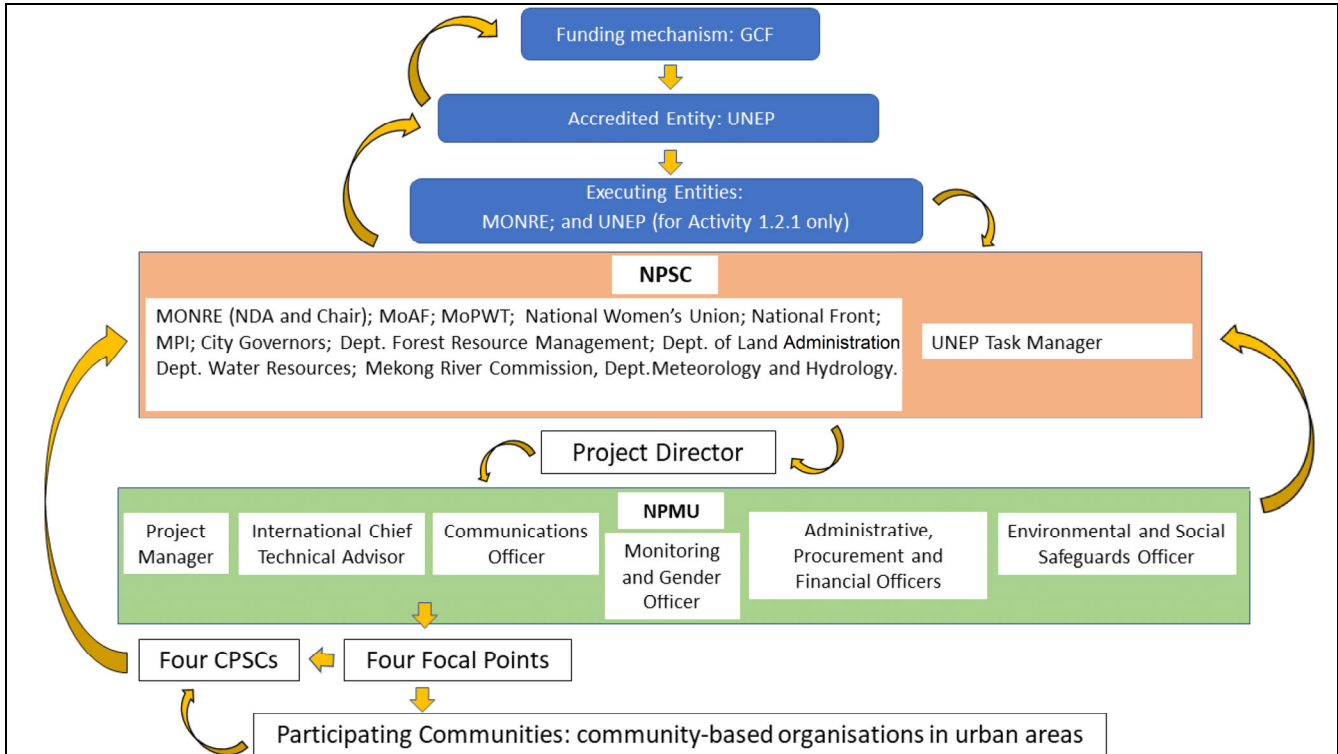 Funding mechanism: GCF
Accredited Entity: UNEP
Executing Entities:
MONRE; and UNEP (for Activity 1.2.1 only)
NPSC
MONRE (NDA and Chair); MoAF; MoPWT; National Women's Union; National Front;
MPI; City Governors; Dept. Forest Resource Management; Dept. of Land Administration
Dept. Water Resources; Mekong River Commission, Dept.Meteorology and Hydrology.
UNEP Task Manager
Project Director
NPMU
Project
Manager
International Chief
Technical Advisor
Communications
Officer
Monitoring
and Gender
Officer
Administrative,
Procurement and
Financial Officers
Environmental and Social
Safeguards Officer
Four CPSCs
Four Focal Points
Participating Communities: community-based organisations in urban areas